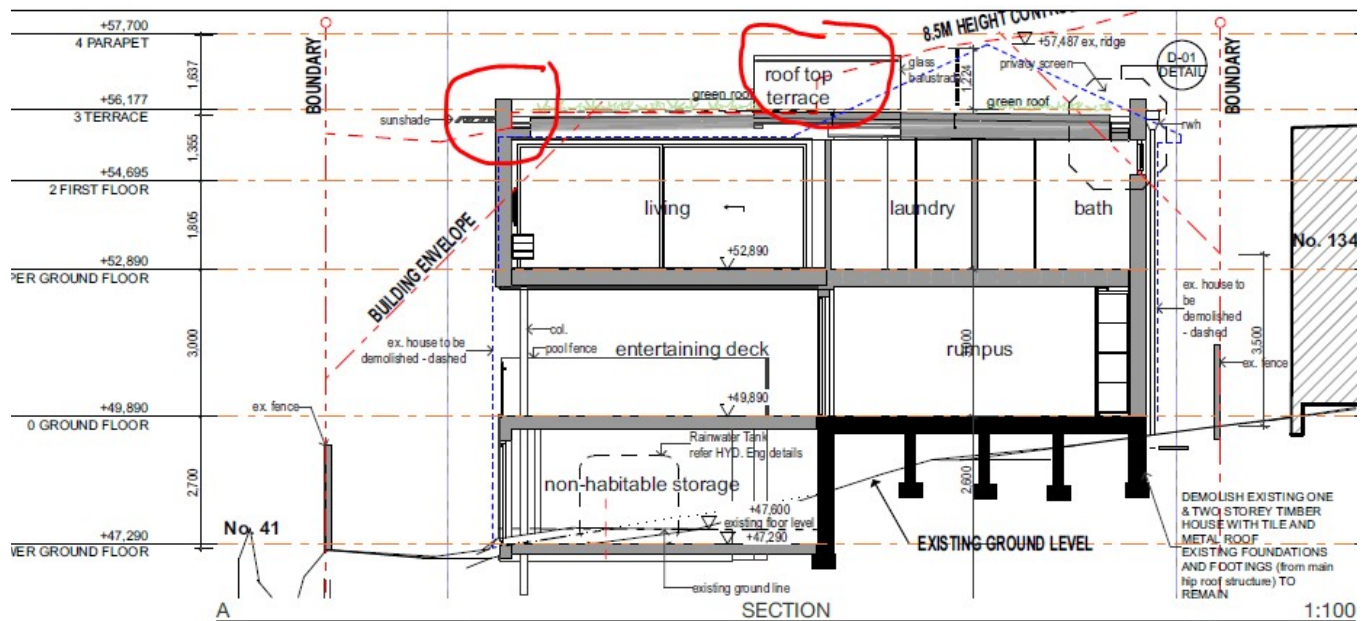 +57,700
4 PARAPET
1,637
+56,177
3 TERRACE
1,355
+54,695
2 FIRST FLOOR
1,805
+52,890
PER GROUND FLOOR
3,000
+49,890
0 GROUND FLOOR
2,700
+47,290
WER GROUND FLOOR
BOUNDARY
8.5M HEIGHT CONTRO
+57,487 ex, ridge
privacy screen
D-01
DETAIL
BOUNDARY
roof top
terrace
glass
balustrade
1,224
green roof
green roof
sunshade
rwh
living
laundry
bath
+52,890
No. 134
BUILDING ENVELOPE
ex. house to be
demolished - dashed
col.
pool fence
entertaining deck
rumpus
ex. house to
be
demolished
- dashed
3,500
ex. fence
+49,890
ex. fence
Rainwater Tank
refer HYD. Eng details
non-habitable storage
+47,600
existing floor level
+47,290
2,600
No. 41
EXISTING GROUND LEVEL
existing ground line
DEMOLISH EXISTING ONE
& TWO STOREY TIMBER
HOUSE WITH TILE AND
METAL ROOF
EXISTING FOUNDATIONS
AND FOOTINGS (from main
hip roof structure) TO
REMAIN
A
SECTION
1:100